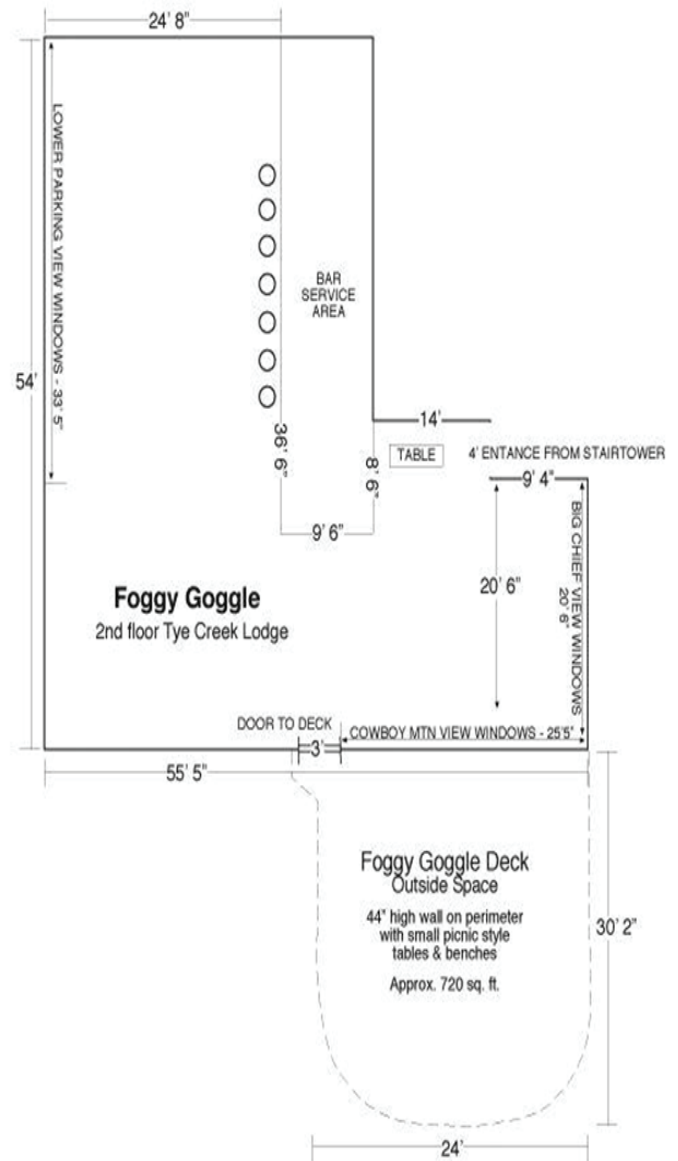 24' 8"
LOWER PARKING VIEW WINDOWS - 33' 5"
BAR
SERVICE
AREA
54'
14'
36' 6"
8' 6"
TABLE
4' ENTANCE FROM STAIRTOWER
9' 4"
9' 6"
BIG CHIEF VIEW WINDOWS
20' 6"
20' 6"
Foggy Goggle
2nd floor Tye Creek Lodge
DOOR TO DECK
3'
COWBOY MTN VIEW WINDOWS - 25'5"
55' 5"
Foggy Goggle Deck
Outside Space
44" high wall on perimeter
with small picnic style
tables & benches
Approx. 720 sq. ft.
30' 2"
24'